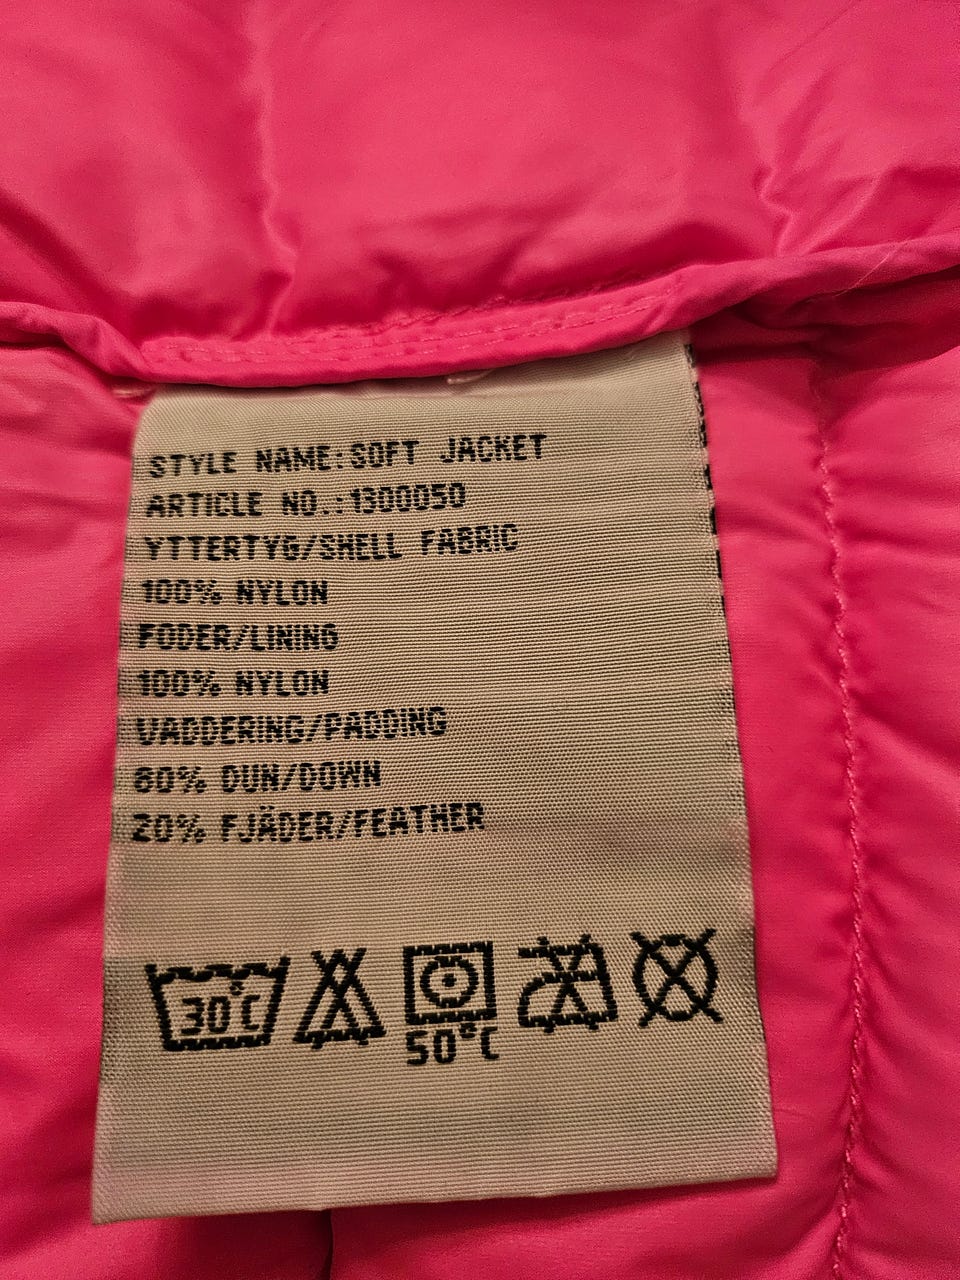 STYLE NAME:SOFT JACKET
ARTICLE NO.:1300050
YTTERTYG/SHELL FABRIC
100% NYLON
FODER/LINING
100% NYLON
VADDERING/PADDING
80% DUN/DOWN
20% FJÄDER/FEATHER
30°C
50°C